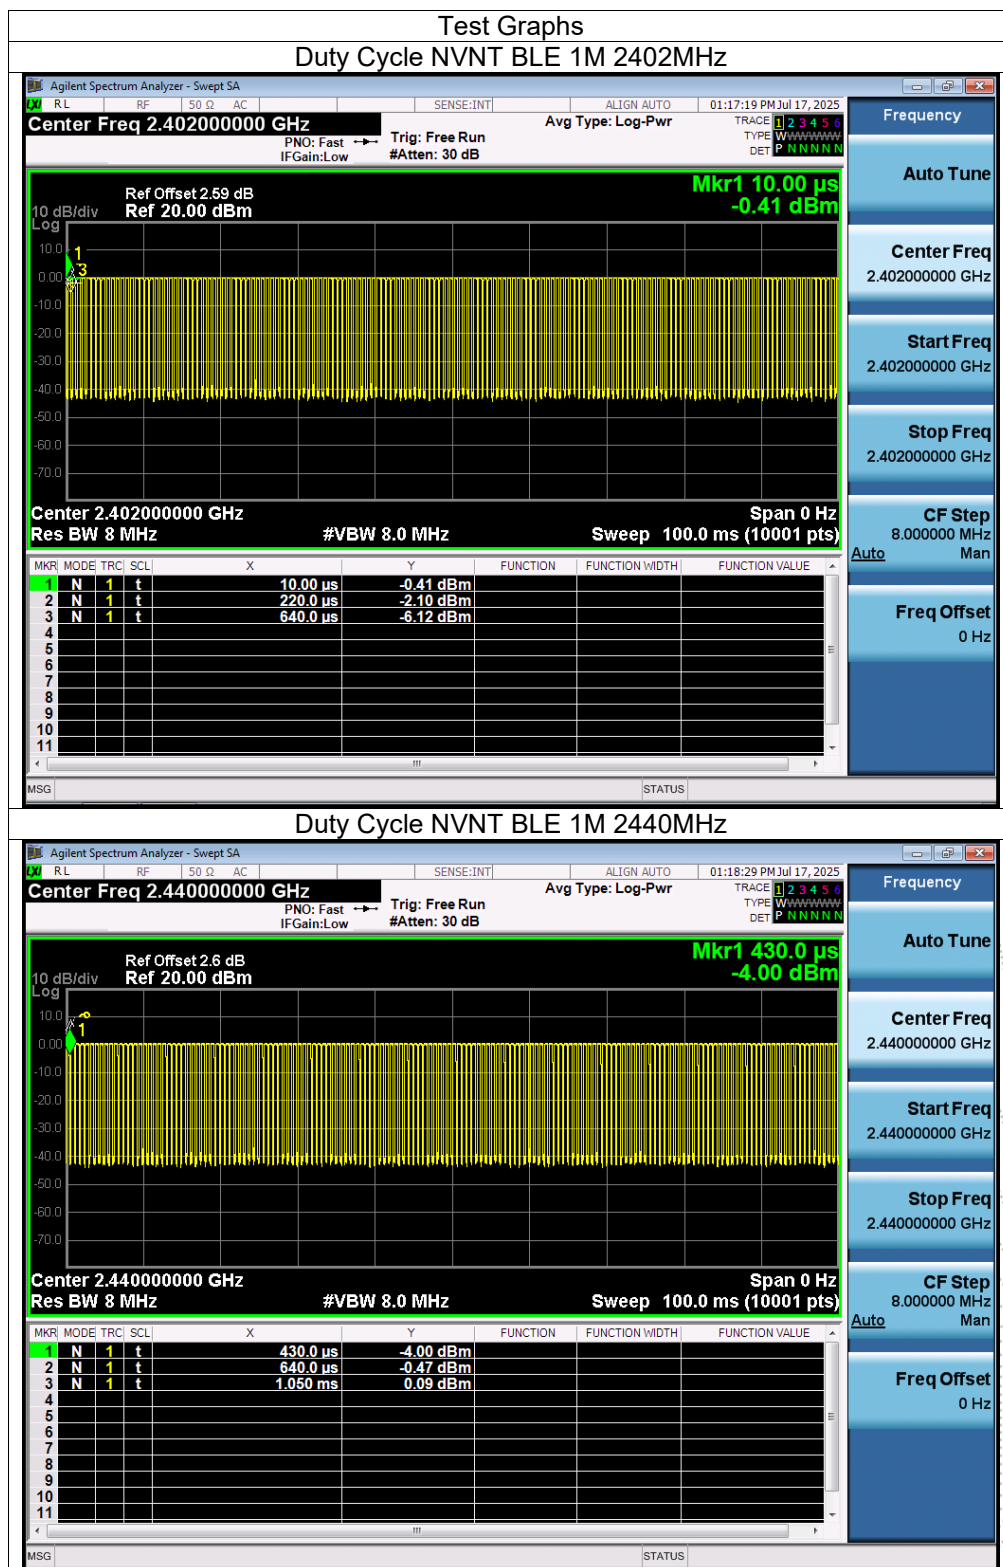 Test Graphs
Duty Cycle NVNT BLE 1M 2402MHz
Agilent Spectrum Analyzer - Swept SA
LXI RL RF 50 Ω AC SENSE:INT ALIGN AUTO 01:17:19 PM Jul 17, 2025
Center Freq 2.402000000 GHz Avg Type: Log-Pwr TRACE 1 2 3 4 5 6
PNO: Fast Trig: Free Run TYPE WWWWWW
IFGain:Low #Atten: 30 dB DET P N N N N N
Frequency
Auto Tune
Mkr1 10.00 µs
-0.41 dBm
Ref Offset 2.59 dB
10 dB/div Ref 20.00 dBm
Log
10.0
0.00
-10.0
-20.0
-30.0
-40.0
-50.0
-60.0
-70.0
1
3
Center Freq
2.402000000 GHz
Start Freq
2.402000000 GHz
Stop Freq
2.402000000 GHz
CF Step
8.000000 MHz
Auto Man
Freq Offset
0 Hz
Center 2.402000000 GHz Span 0 Hz
Res BW 8 MHz #VBW 8.0 MHz Sweep 100.0 ms (10001 pts)
MKR MODE TRC SCL X Y FUNCTION FUNCTION WIDTH FUNCTION VALUE
1 N 1 t 10.00 µs -0.41 dBm
2 N 1 t 220.0 µs -2.10 dBm
3 N 1 t 640.0 µs -6.12 dBm
4
5
6
7
8
9
10
11
MSG STATUS
Duty Cycle NVNT BLE 1M 2440MHz
Agilent Spectrum Analyzer - Swept SA
LXI RL RF 50 Ω AC SENSE:INT ALIGN AUTO 01:18:29 PM Jul 17, 2025
Center Freq 2.440000000 GHz Avg Type: Log-Pwr TRACE 1 2 3 4 5 6
PNO: Fast Trig: Free Run TYPE WWWWWW
IFGain:Low #Atten: 30 dB DET P N N N N N
Frequency
Auto Tune
Mkr1 430.0 µs
-4.00 dBm
Ref Offset 2.6 dB
10 dB/div Ref 20.00 dBm
Log
10.0
0.00
-10.0
-20.0
-30.0
-40.0
-50.0
-60.0
-70.0
1
Center Freq
2.440000000 GHz
Start Freq
2.440000000 GHz
Stop Freq
2.440000000 GHz
CF Step
8.000000 MHz
Auto Man
Freq Offset
0 Hz
Center 2.440000000 GHz Span 0 Hz
Res BW 8 MHz #VBW 8.0 MHz Sweep 100.0 ms (10001 pts)
MKR MODE TRC SCL X Y FUNCTION FUNCTION WIDTH FUNCTION VALUE
1 N 1 t 430.0 µs -4.00 dBm
2 N 1 t 640.0 µs -0.47 dBm
3 N 1 t 1.050 ms 0.09 dBm
4
5
6
7
8
9
10
11
MSG STATUS